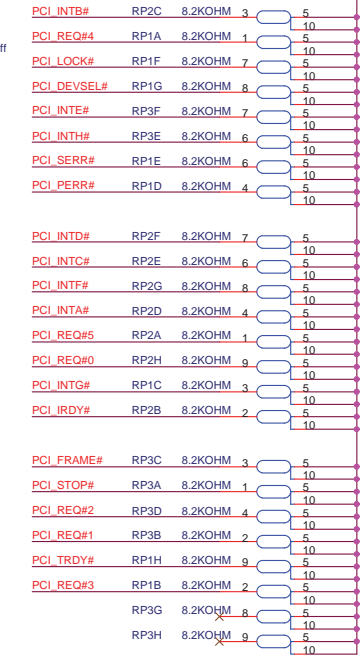 PCI_INTB# RP2C 8.2KOHM 3 5
10
PCI_REQ#4 RP1A 8.2KOHM 1 5
ff
10
PCI_LOCK# RP1F 8.2KOHM 7 5
10
PCI_DEVSEL# RP1G 8.2KOHM 8 5
10
PCI_INTE# RP3F 8.2KOHM 7 5
10
PCI_INTH# RP3E 8.2KOHM 6 5
10
PCI_SERR# RP1E 8.2KOHM 6 5
10
PCI_PERR# RP1D 8.2KOHM 4 5
10
PCI_INTD# RP2F 8.2KOHM 7 5
10
PCI_INTC# RP2E 8.2KOHM 6 5
10
PCI_INTF# RP2G 8.2KOHM 8 5
10
PCI_INTA# RP2D 8.2KOHM 4 5
10
PCI_REQ#5 RP2A 8.2KOHM 1 5
10
PCI_REQ#0 RP2H 8.2KOHM 9 5
10
PCI_INTG# RP1C 8.2KOHM 3 5
10
PCI_IRDY# RP2B 8.2KOHM 2 5
10
PCI_FRAME# RP3C 8.2KOHM 3 5
10
PCI_STOP# RP3A 8.2KOHM 1 5
10
PCI_REQ#2 RP3D 8.2KOHM 4 5
10
PCI_REQ#1 RP3B 8.2KOHM 2 5
10
PCI_TRDY# RP1H 8.2KOHM 9 5
10
PCI_REQ#3 RP1B 8.2KOHM 2 5
10
RP3G 8.2KOHM 8 5
10
RP3H 8.2KOHM 9 5
10